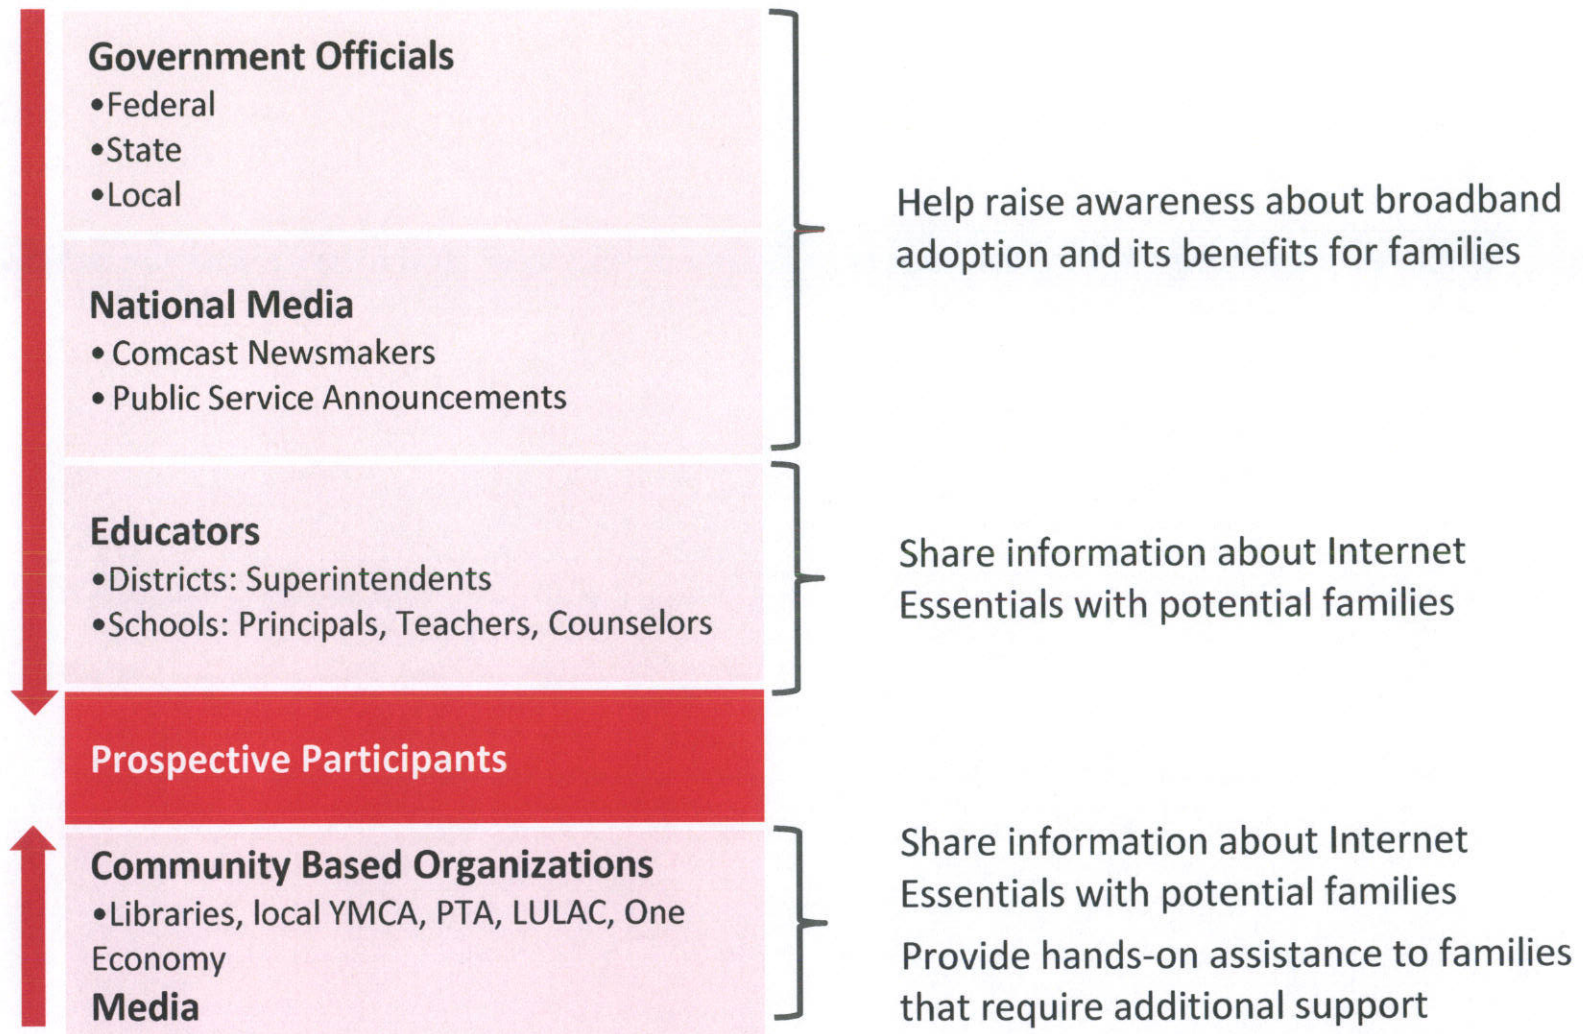 Government Officials
•Federal
•State
•Local
National Media
• Comcast Newsmakers
• Public Service Announcements
Help raise awareness about broadband
adoption and its benefits for families
Educators
•Districts: Superintendents
•Schools: Principals, Teachers, Counselors
Share information about Internet
Essentials with potential families
Prospective Participants
Community Based Organizations
•Libraries, local YMCA, PTA, LULAC, One
Economy
Media
Share information about Internet
Essentials with potential families
Provide hands-on assistance to families
that require additional support